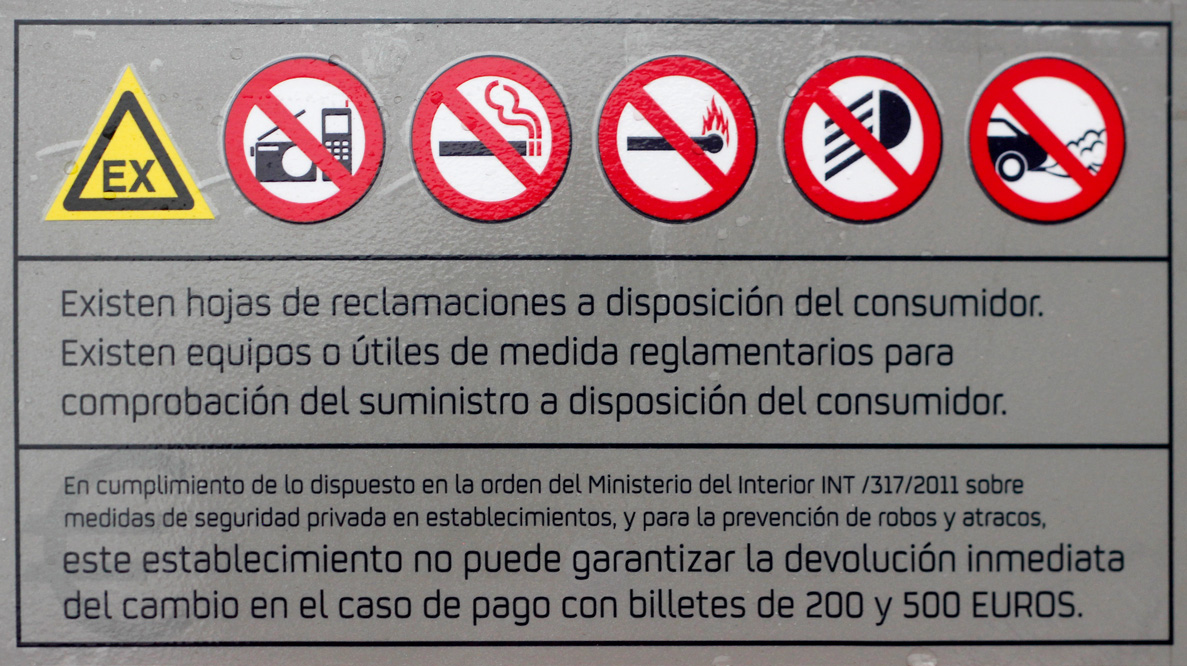 EX
Existen hojas de reclamaciones a disposición del consumidor.
Existen equipos o útiles de medida reglamentarios para
comprobación del suministro a disposición del consumidor.
En cumplimiento de lo dispuesto en la orden del Ministerio del Interior INT /317/2011 sobre
medidas de seguridad privada en establecimientos, y para la prevención de robos y atracos,
este establecimiento no puede garantizar la devolución inmediata
del cambio en el caso de pago con billetes de 200 y 500 EUROS.